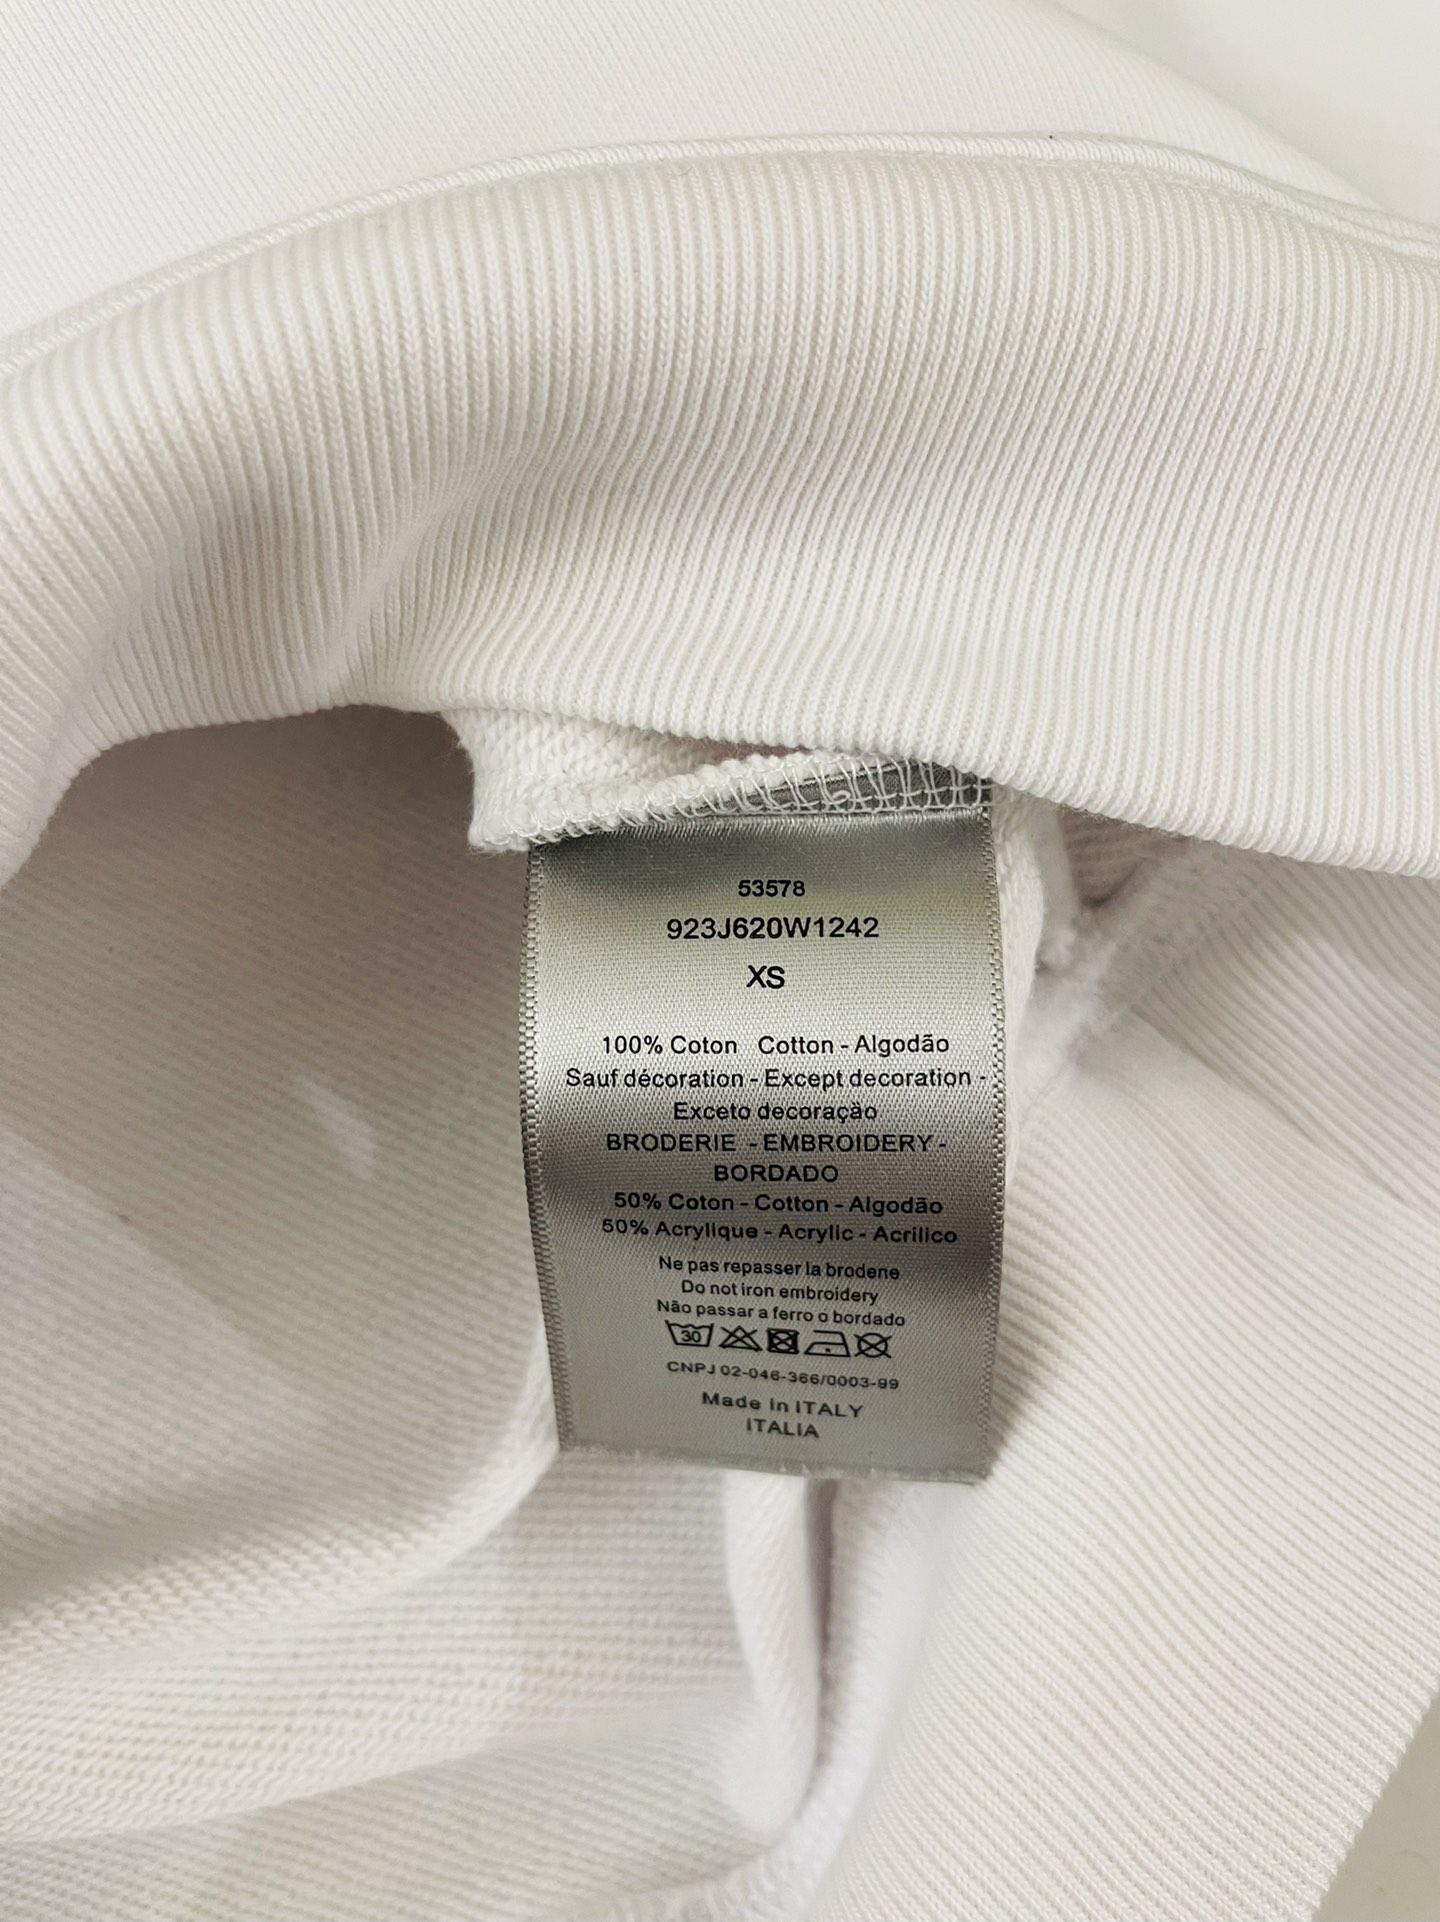 53578
923J620W1242
XS
100% Coton Cotton - Algodão
Sauf décoration - Except decoration -
Exceto decoração
BRODERIE - EMBROIDERY -
BORDADO
50% Coton - Cotton - Algodão
50% Acrylique - Acrylic - Acrilico
Ne pas repasser la brodene
Do not iron embroidery
Não passar a ferro o bordado
30
CNPJ 02-046-366/0003-99
Made in ITALY
ITALIA